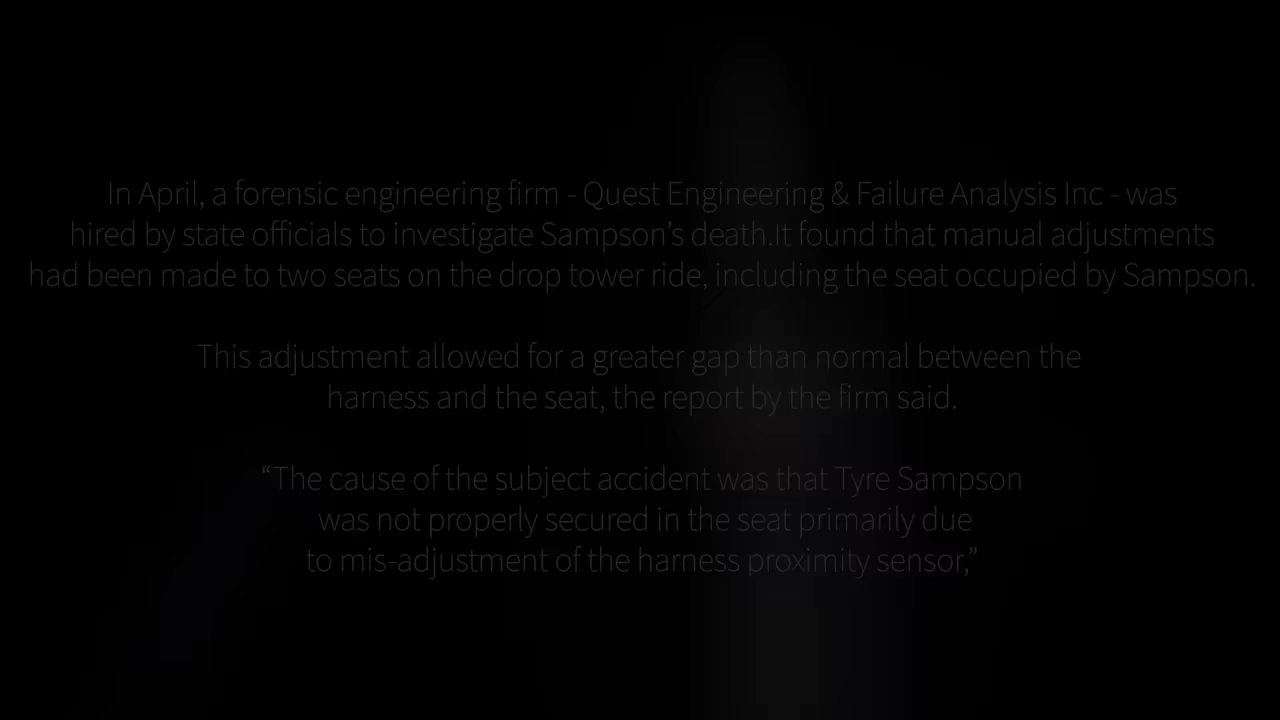 In April, a forensic engineering firm - Quest Engineering & Failure Analysis Inc - was
hired by state officials to investigate Sampson’s death.It found that manual adjustments
had been made to two seats on the drop tower ride, including the seat occupied by Sampson.
This adjustment allowed for a greater gap than normal between the
harness and the seat, the report by the firm said.
“The cause of the subject accident was that Tyre Sampson
was not properly secured in the seat primarily due
to mis-adjustment of the harness proximity sensor,”